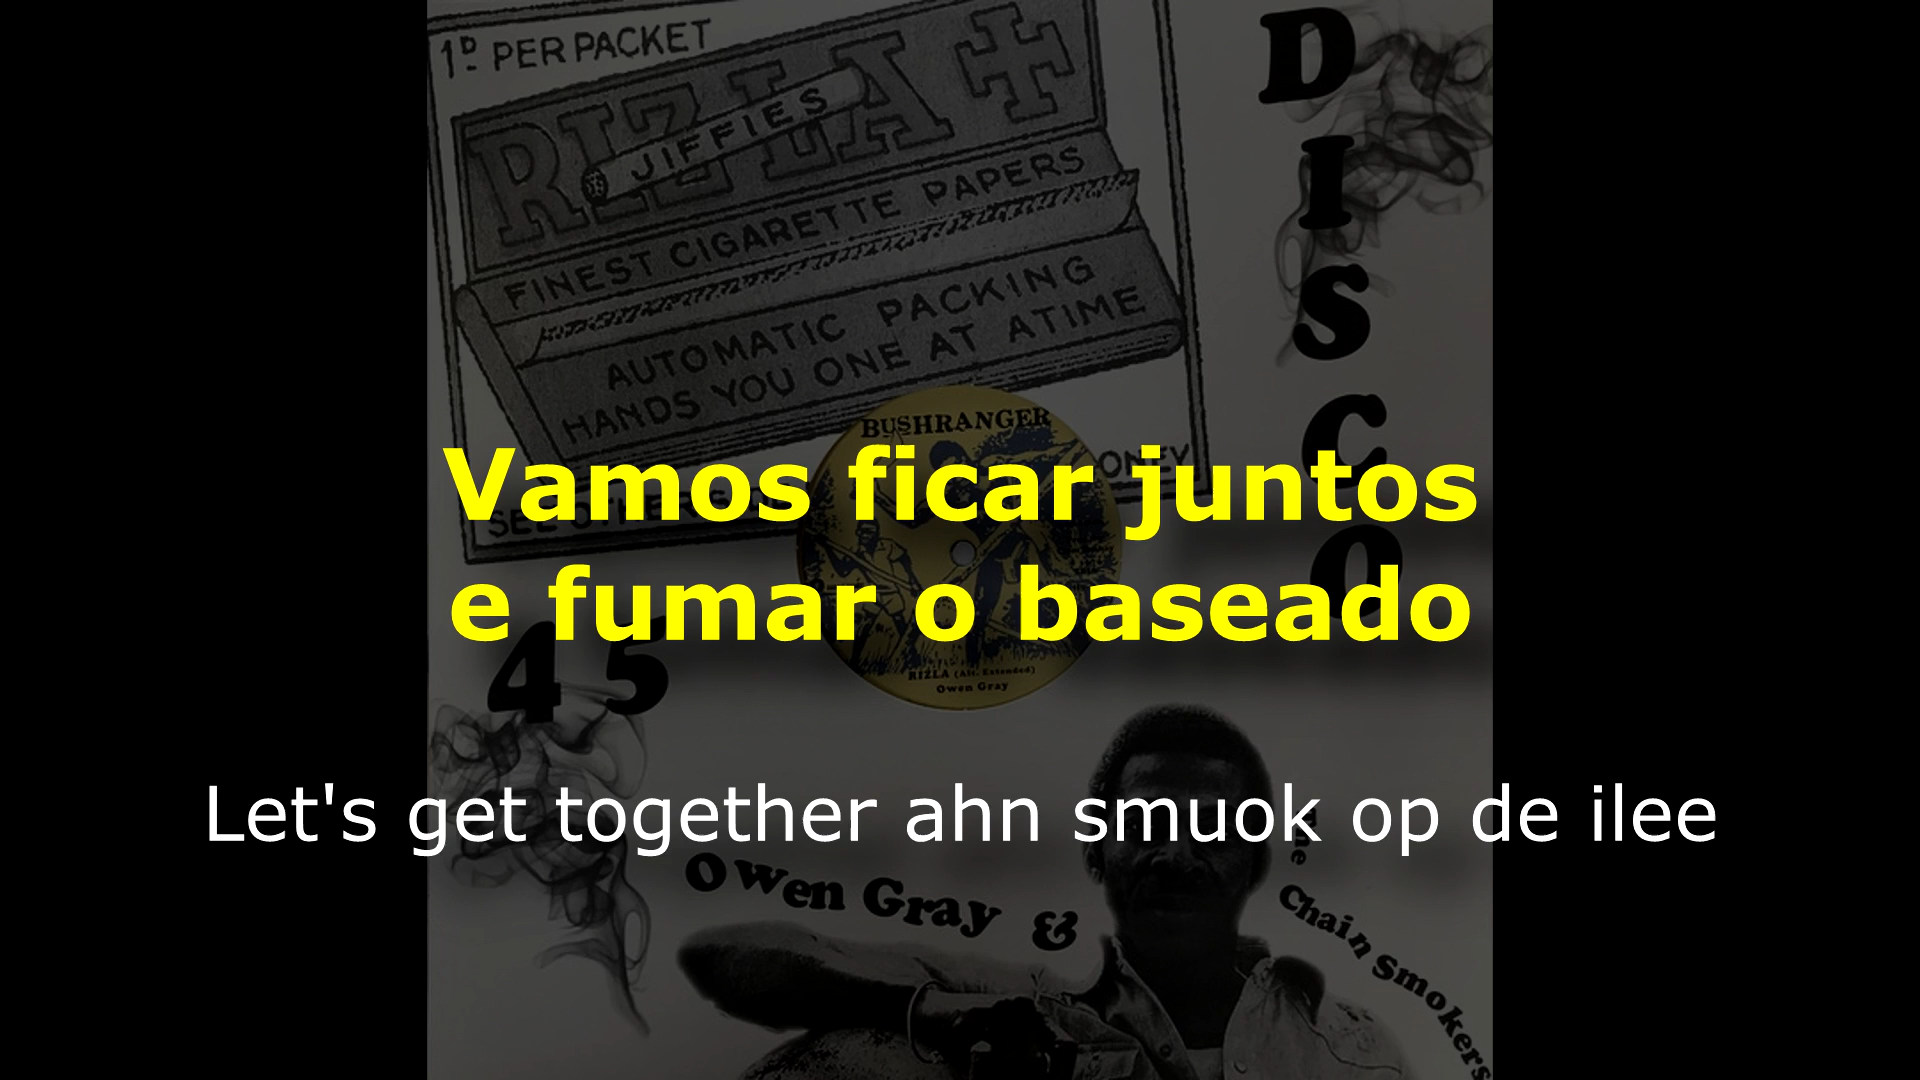 1D PER PACKET
RIZLA+
JIFFIES
FINEST CIGARETTE PAPERS
AUTOMATIC PACKING
HANDS YOU ONE AT A TIME
DISCO
BUSHRANGER
Vamos ficar juntos
e fumar o baseado
RIZLA (Alt. Extended)
Owen Gray
45
Let's get together ahn smuok op de ilee
Owen Gray &
Chain Smokers